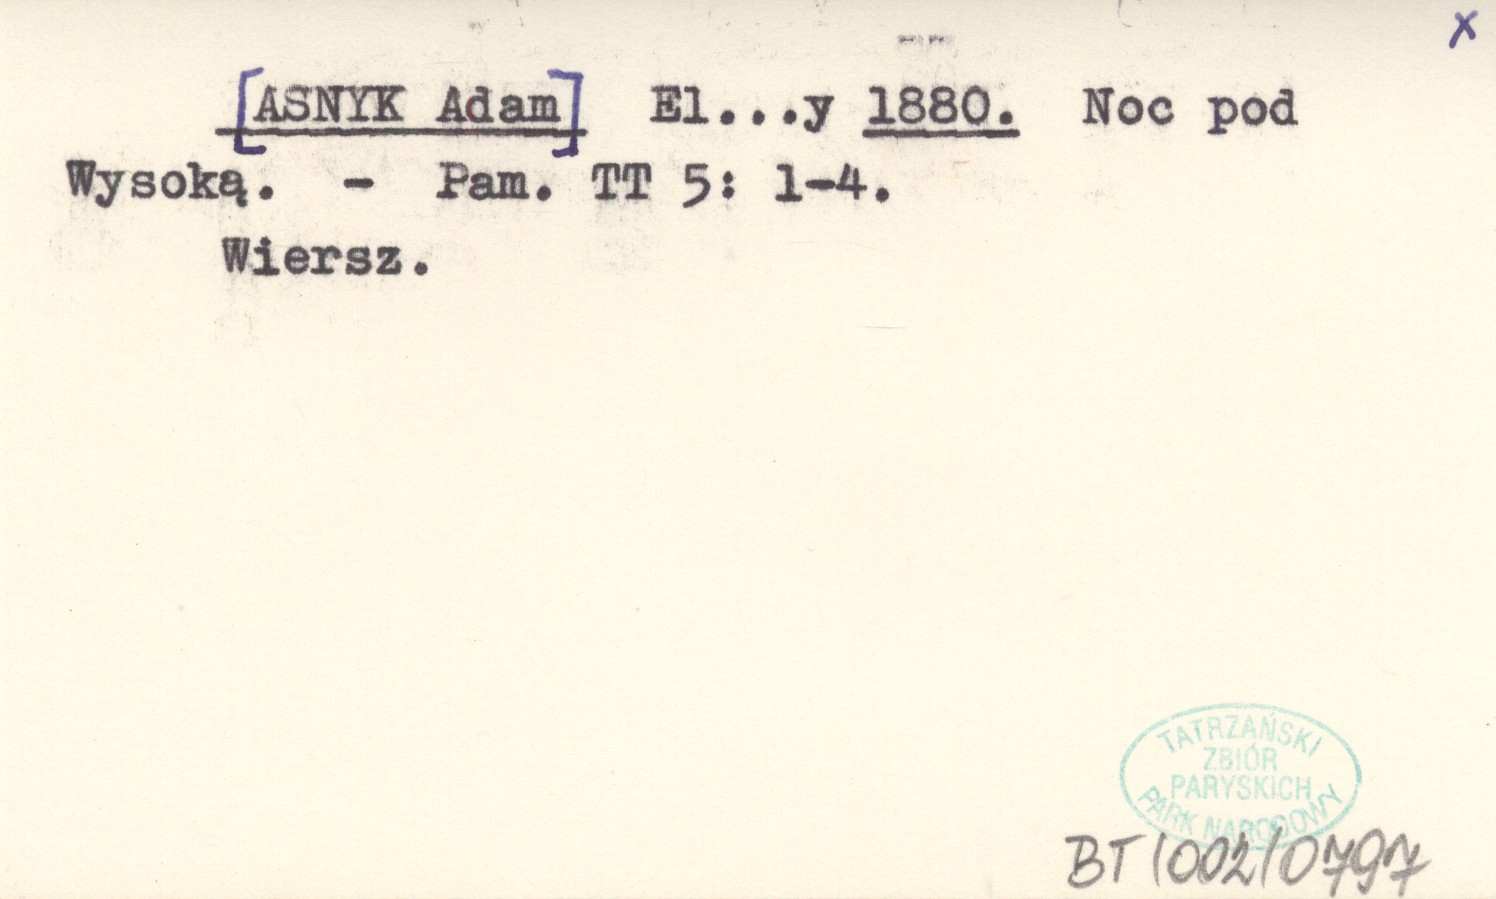 x
[ASNYK Adam] El...y 1880. Noc pod
Wysoką. - Pam. TT 5: 1-4.
Wiersz.
TATRZAŃSKI
ZBIÓR
PARYSKICH
PARK NARODOWY
BT/002/0797